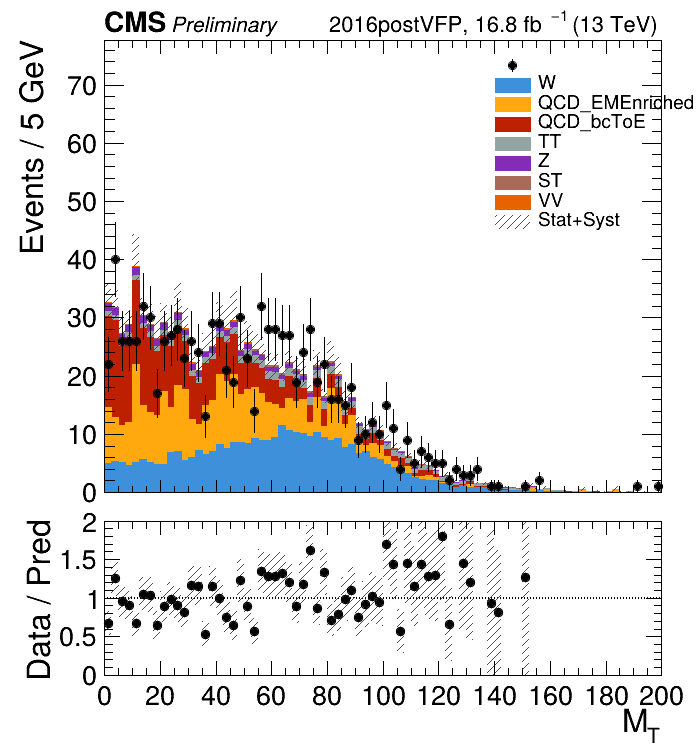 CMS Preliminary 2016postVFP, 16.8 fb ⁻¹ (13 TeV)
Events / 5 GeV
70
60
50
40
30
20
10
0
W
QCD_EMEnriched
QCD_bcToE
TT
Z
ST
VV
Stat+Syst
Data / Pred
2
1.5
1
0.5
0
0 20 40 60 80 100 120 140 160 180 200
M_T